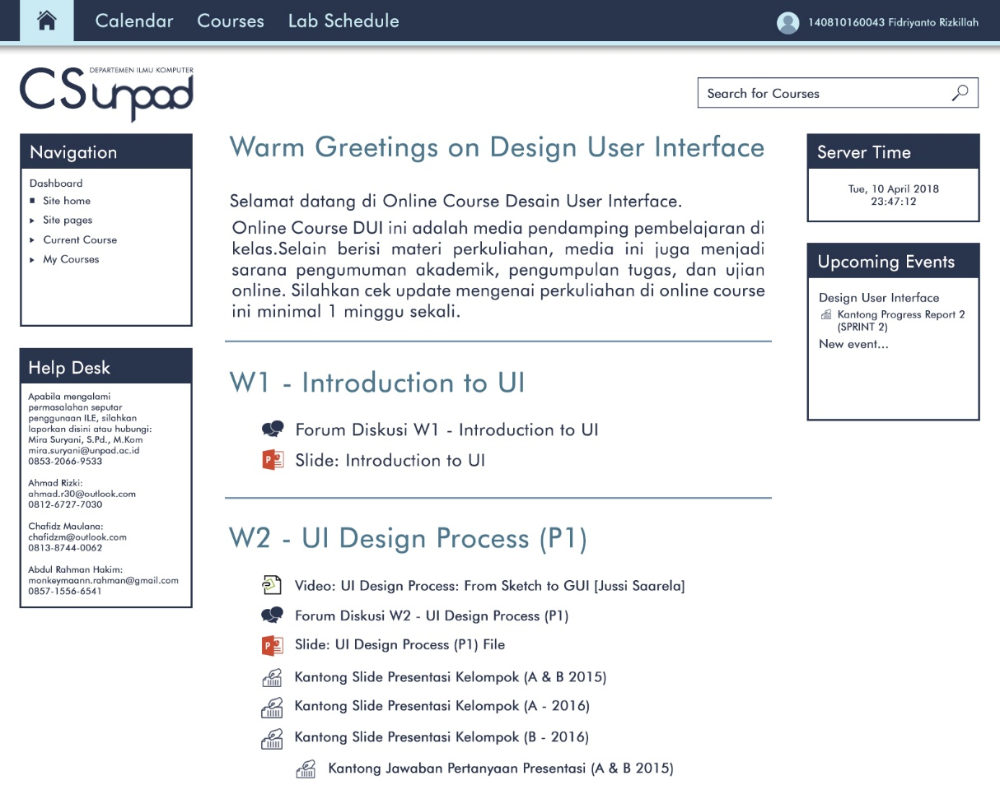 Calendar
Courses
Lab Schedule
140810160043 Fidriyanto Rizkillah
DEPARTEMEN ILMU KOMPUTER
CSunpad
Search for Courses
Navigation
Dashboard
Site home
Site pages
Current Course
My Courses
Help Desk
Apabila mengalami
permasalahan seputar
penggunaan ILE, silahkan
laporkan disini atau hubungi:
Mira Suryani, S.Pd., M.Kom
mira.suryani@unpad.ac.id
0853-2066-9533
Ahmad Rizki:
ahmad.r30@outlook.com
0812-6727-7030
Chafidz Maulana:
chafidzm@outlook.com
0813-8744-0062
Abdul Rahman Hakim:
monkeymaann.rahman@gmail.com
0857-1556-6541
Warm Greetings on Design User Interface
Selamat datang di Online Course Desain User Interface.
Online Course DUI ini adalah media pendamping pembelajaran di
kelas.Selain berisi materi perkuliahan, media ini juga menjadi
sarana pengumuman akademik, pengumpulan tugas, dan ujian
online. Silahkan cek update mengenai perkuliahan di online course
ini minimal 1 minggu sekali.
W1 - Introduction to UI
Forum Diskusi W1 - Introduction to UI
P
Slide: Introduction to UI
W2 - UI Design Process (P1)
Video: UI Design Process: From Sketch to GUI [Jussi Saarela]
Forum Diskusi W2 - UI Design Process (P1)
P
Slide: UI Design Process (P1) File
Kantong Slide Presentasi Kelompok (A & B 2015)
Kantong Slide Presentasi Kelompok (A - 2016)
Kantong Slide Presentasi Kelompok (B - 2016)
Kantong Jawaban Pertanyaan Presentasi (A & B 2015)
Server Time
Tue, 10 April 2018
23:47:12
Upcoming Events
Design User Interface
Kantong Progress Report 2
(SPRINT 2)
New event...